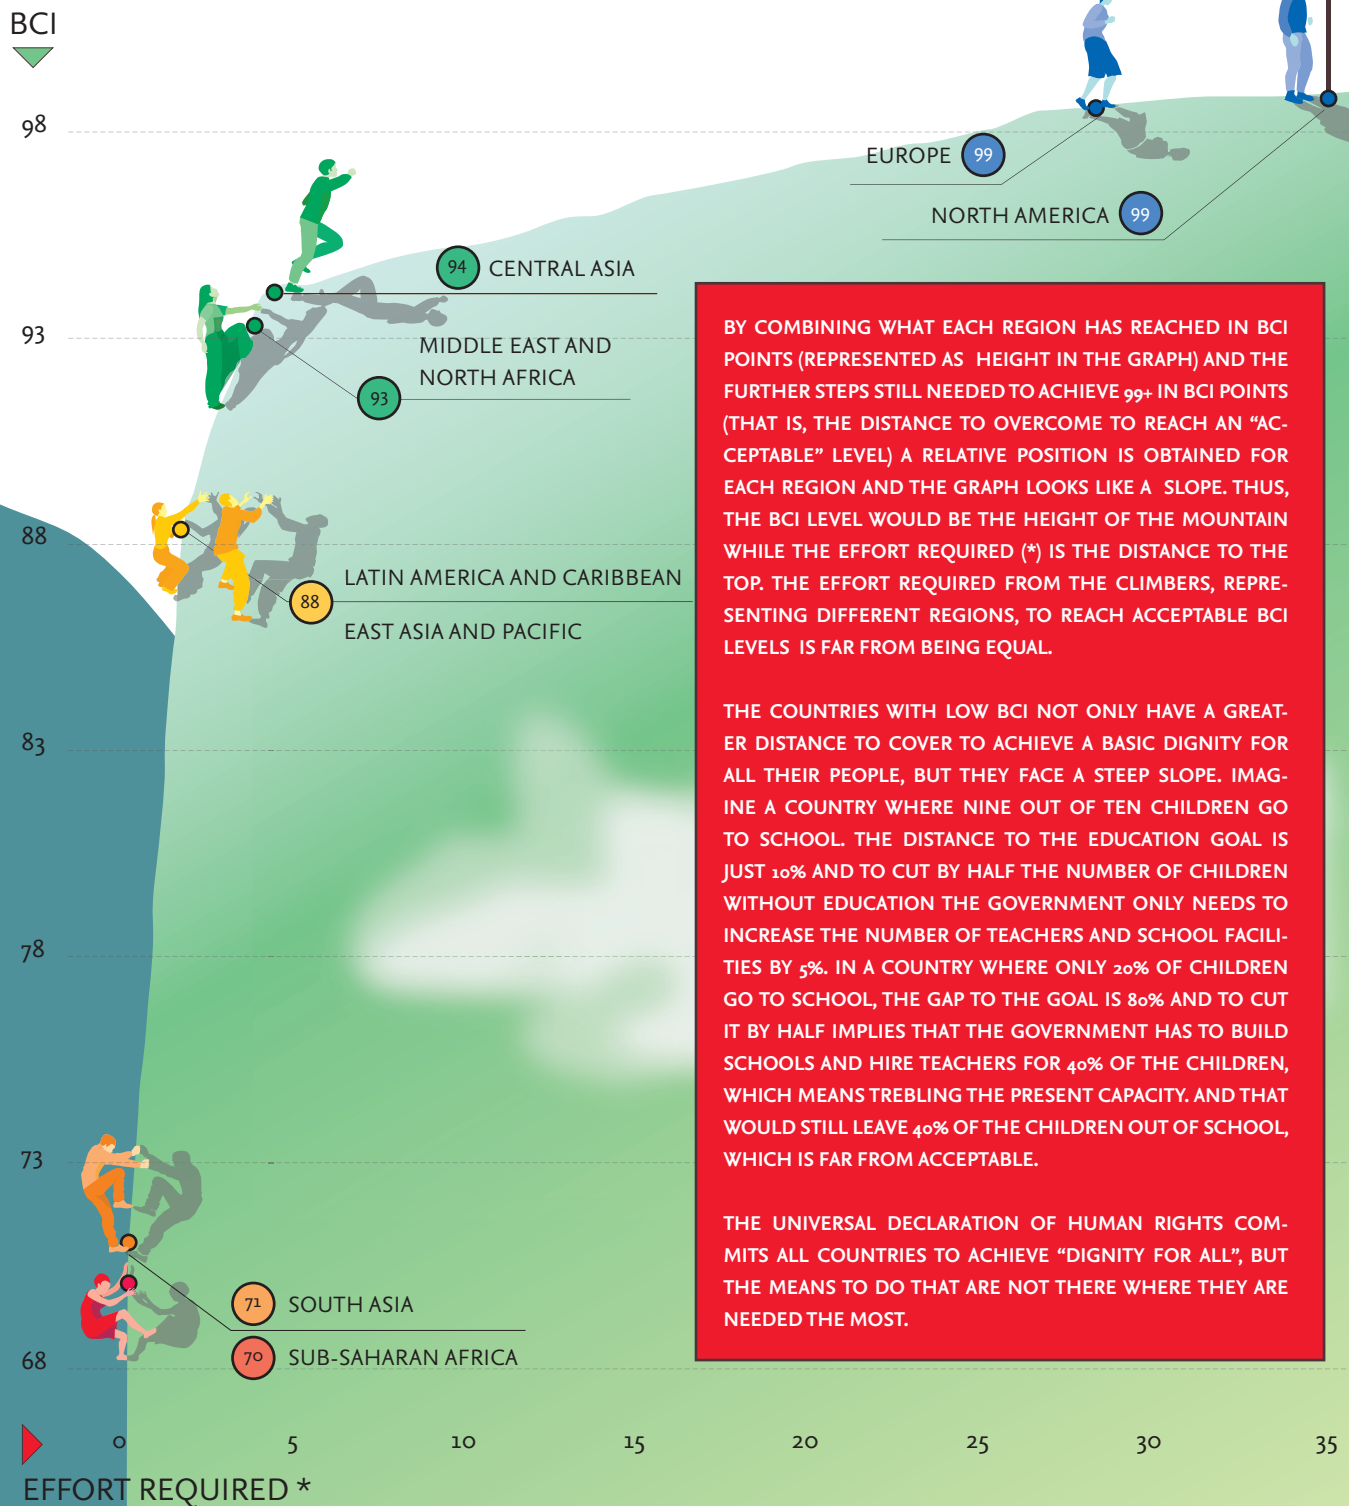 BCI
98
EUROPE 99
NORTH AMERICA 99
94 CENTRAL ASIA
93
MIDDLE EAST AND
NORTH AFRICA
93
88
LATIN AMERICA AND CARIBBEAN
88
EAST ASIA AND PACIFIC
83
78
73
71 SOUTH ASIA
70 SUB-SAHARAN AFRICA
68
0 5 10 15 20 25 30 35
EFFORT REQUIRED *
BY COMBINING WHAT EACH REGION HAS REACHED IN BCI
POINTS (REPRESENTED AS HEIGHT IN THE GRAPH) AND THE
FURTHER STEPS STILL NEEDED TO ACHIEVE 99+ IN BCI POINTS
(THAT IS, THE DISTANCE TO OVERCOME TO REACH AN “AC-
CEPTABLE” LEVEL) A RELATIVE POSITION IS OBTAINED FOR
EACH REGION AND THE GRAPH LOOKS LIKE A SLOPE. THUS,
THE BCI LEVEL WOULD BE THE HEIGHT OF THE MOUNTAIN
WHILE THE EFFORT REQUIRED (*) IS THE DISTANCE TO THE
TOP. THE EFFORT REQUIRED FROM THE CLIMBERS, REPRE-
SENTING DIFFERENT REGIONS, TO REACH ACCEPTABLE BCI
LEVELS IS FAR FROM BEING EQUAL.
THE COUNTRIES WITH LOW BCI NOT ONLY HAVE A GREAT-
ER DISTANCE TO COVER TO ACHIEVE A BASIC DIGNITY FOR
ALL THEIR PEOPLE, BUT THEY FACE A STEEP SLOPE. IMAG-
INE A COUNTRY WHERE NINE OUT OF TEN CHILDREN GO
TO SCHOOL. THE DISTANCE TO THE EDUCATION GOAL IS
JUST 10% AND TO CUT BY HALF THE NUMBER OF CHILDREN
WITHOUT EDUCATION THE GOVERNMENT ONLY NEEDS TO
INCREASE THE NUMBER OF TEACHERS AND SCHOOL FACILI-
TIES BY 5%. IN A COUNTRY WHERE ONLY 20% OF CHILDREN
GO TO SCHOOL, THE GAP TO THE GOAL IS 80% AND TO CUT
IT BY HALF IMPLIES THAT THE GOVERNMENT HAS TO BUILD
SCHOOLS AND HIRE TEACHERS FOR 40% OF THE CHILDREN,
WHICH MEANS TREBLING THE PRESENT CAPACITY. AND THAT
WOULD STILL LEAVE 40% OF THE CHILDREN OUT OF SCHOOL,
WHICH IS FAR FROM ACCEPTABLE.
THE UNIVERSAL DECLARATION OF HUMAN RIGHTS COM-
MITS ALL COUNTRIES TO ACHIEVE “DIGNITY FOR ALL”, BUT
THE MEANS TO DO THAT ARE NOT THERE WHERE THEY ARE
NEEDED THE MOST.